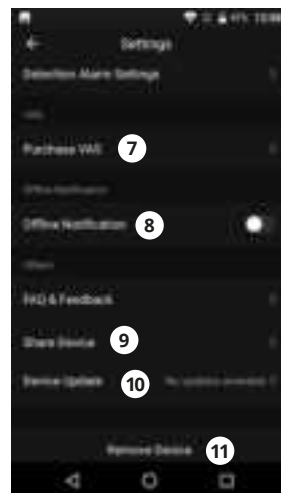 Settings
Detection Alarm Settings
Purchase VAS 7
Offline Notification
Offline Notification 8
Others
FAQ & Feedback
Share Device 9
Device Update 10 No updates available
Remove Device 11